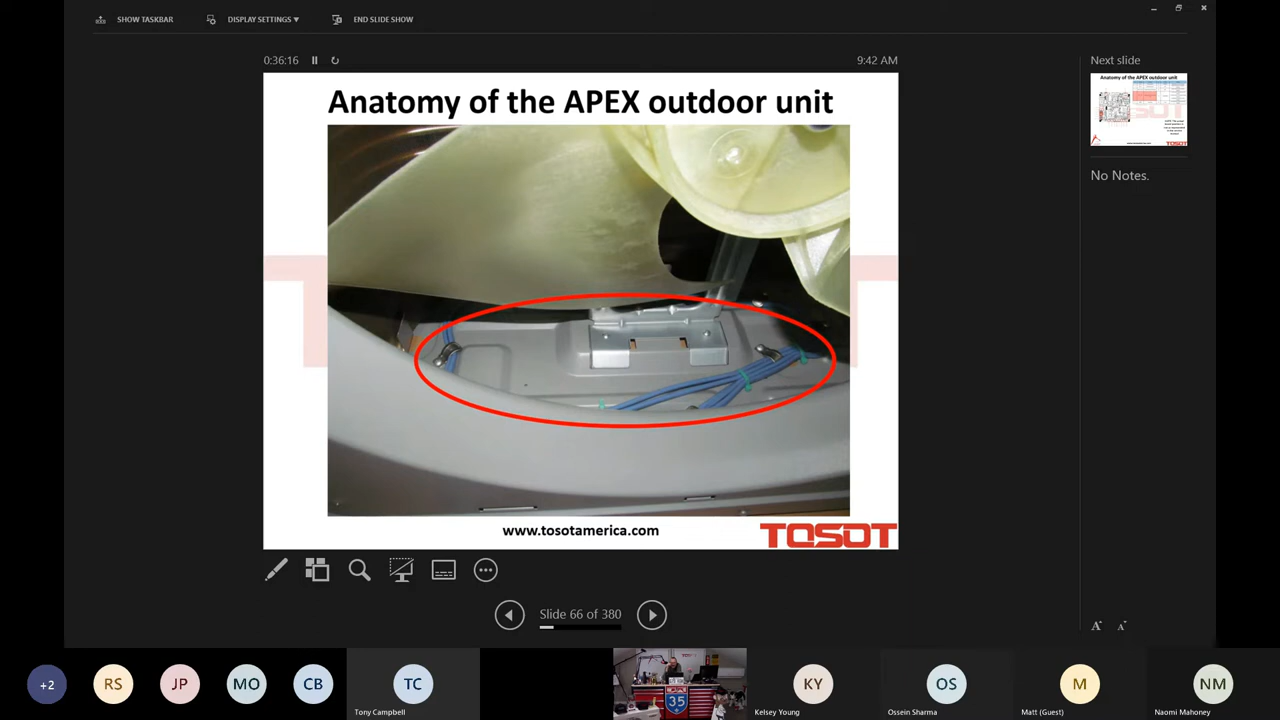 SHOW TASKBAR
DISPLAY SETTINGS ▼
END SLIDE SHOW
0:36:16
9:42 AM
Anatomy of the APEX outdoor unit
www.tosotamerica.com
TOSOT
Next slide
Anatomy of the APEX outdoor unit
TOSOT
No Notes.
Slide 66 of 380
A A
+2
RS
JP
MO
CB
TC
Tony Campbell
35
KY
Kelsey Young
OS
Ossein Sharma
M
Matt (Guest)
NM
Naomi Mahoney